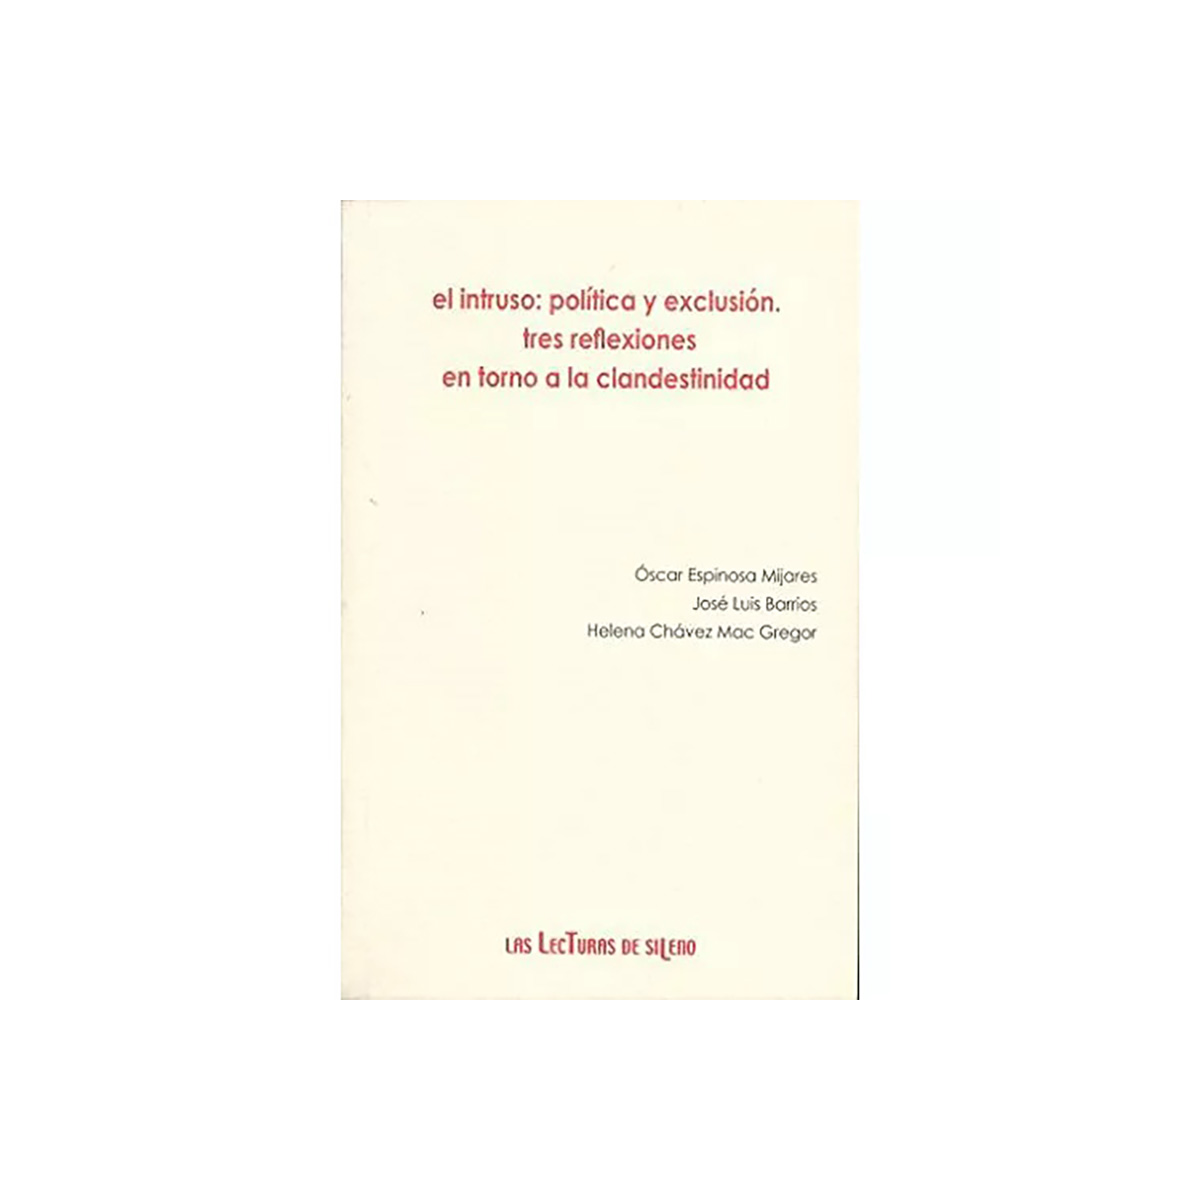 el intruso: política y exclusión.
tres reflexiones
en torno a la clandestinidad
Óscar Espinosa Mijares
José Luis Barrios
Helena Chávez Mac Gregor
LAS LECTURAS DE SILENO